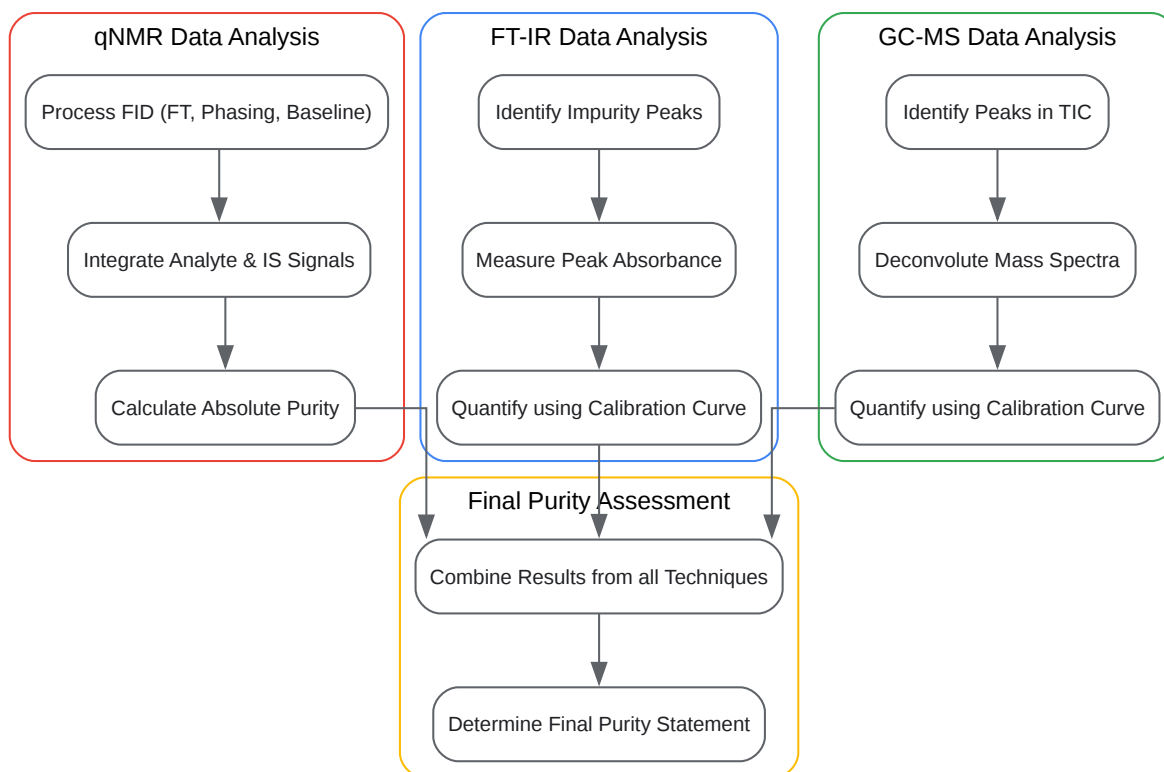 qNMR Data Analysis
Process FID (FT, Phasing, Baseline)
Integrate Analyte & IS Signals
Calculate Absolute Purity
FT-IR Data Analysis
Identify Impurity Peaks
Measure Peak Absorbance
Quantify using Calibration Curve
GC-MS Data Analysis
Identify Peaks in TIC
Deconvolute Mass Spectra
Quantify using Calibration Curve
Final Purity Assessment
Combine Results from all Techniques
Determine Final Purity Statement